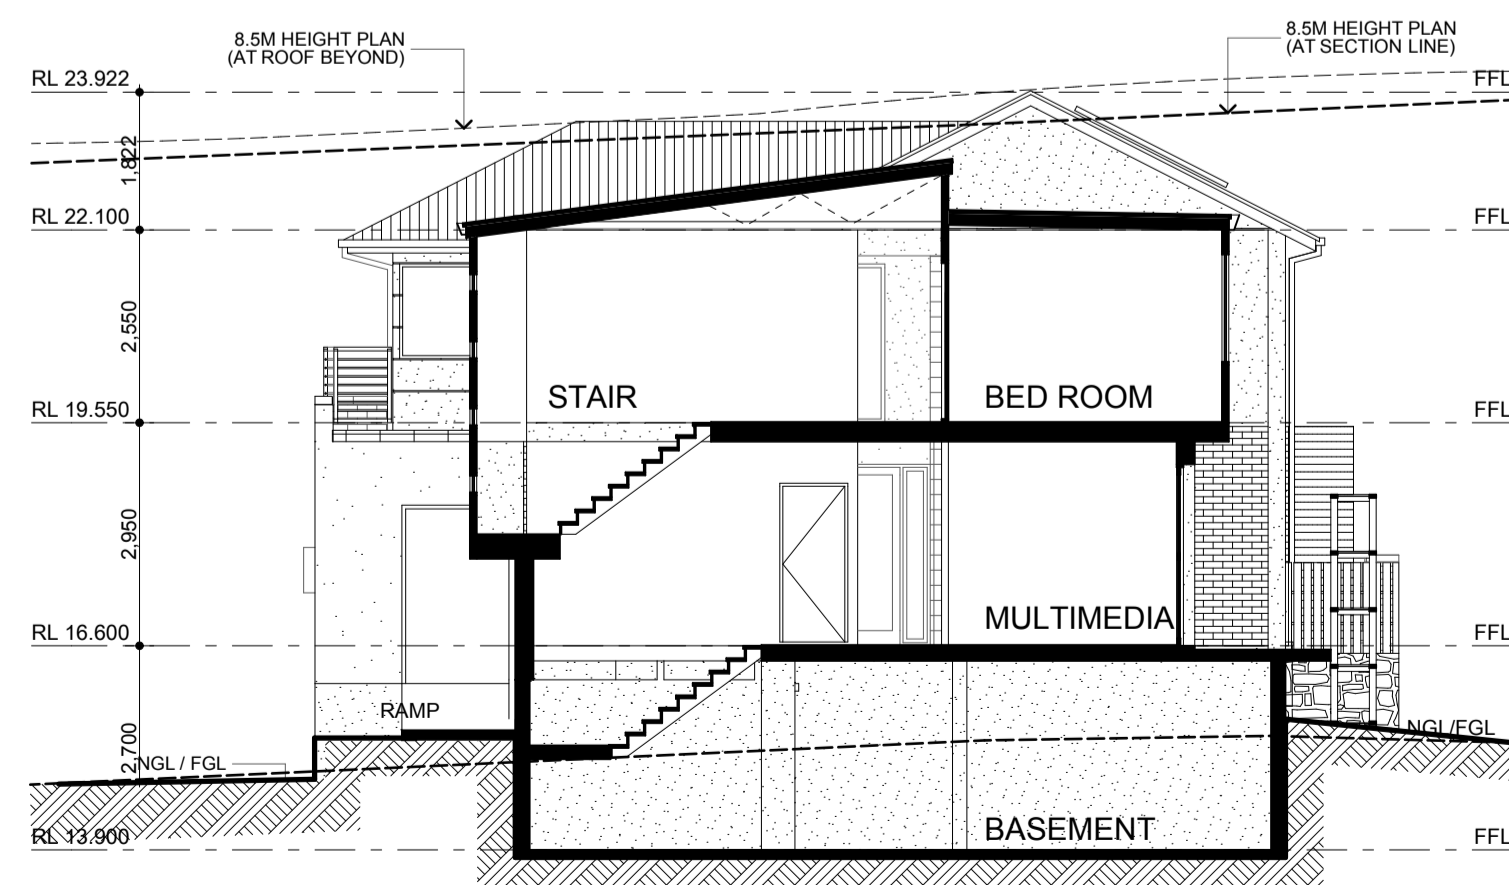 8.5M HEIGHT PLAN
(AT ROOF BEYOND)
8.5M HEIGHT PLAN
(AT SECTION LINE)
RL 23.922
FFL
1,822
RL 22.100
FFL
2,550
STAIR
BED ROOM
RL 19.550
FFL
2,950
MULTIMEDIA
RL 16.600
FFL
RAMP
2,700
NGL / FGL
NGL/FGL
BASEMENT
RL 13.900
FFL